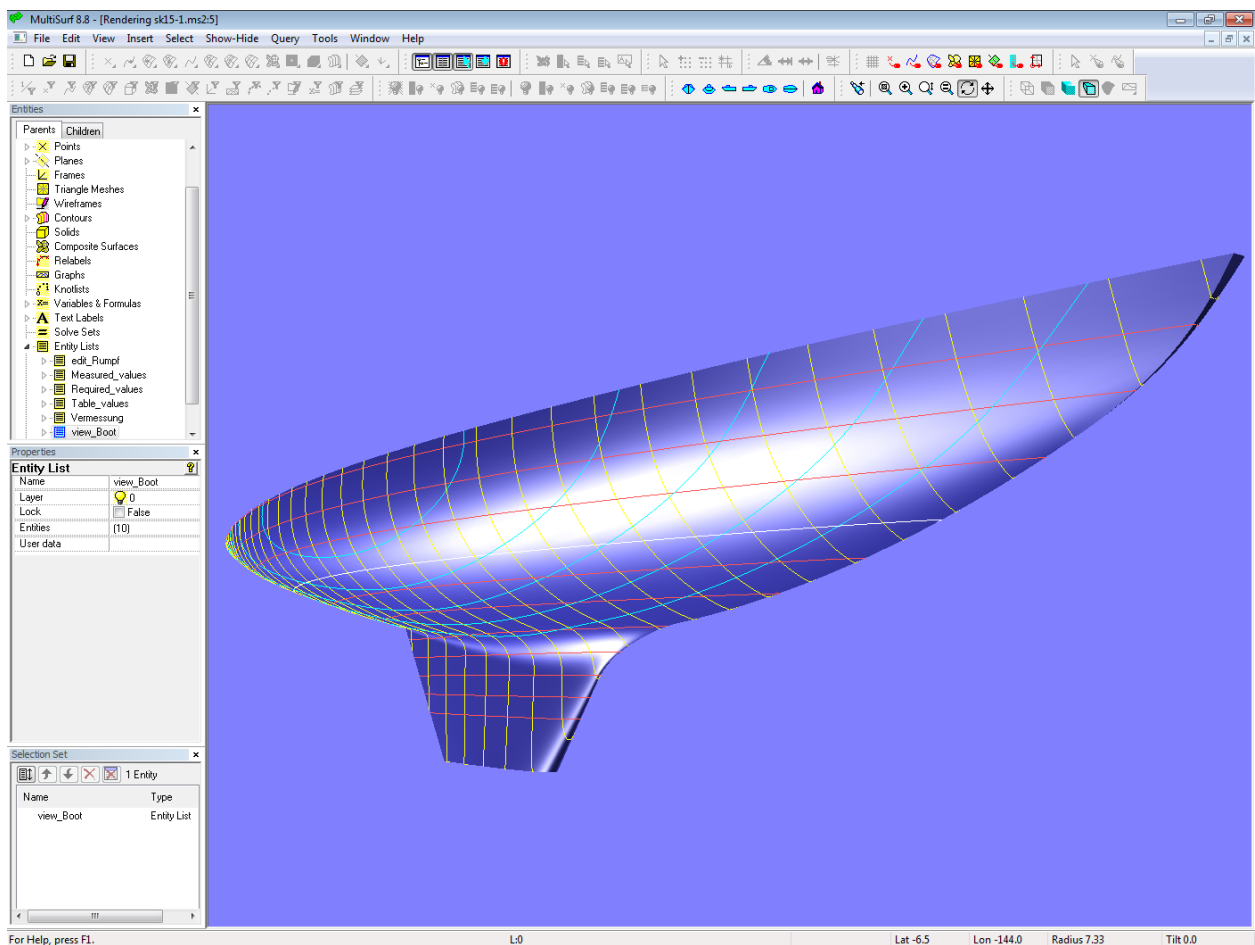 MultiSurf 8.8 - [Rendering sk15-1.ms2:5]
File Edit View Insert Select Show-Hide Query Tools Window Help
Entities
Parents Children
Points
Planes
Frames
Triangle Meshes
Wireframes
Contours
Solids
Composite Surfaces
Relabels
Graphs
Knotlists
Variables & Formulas
Text Labels
Solve Sets
Entity Lists
edit_Rumpf
Measured_values
Required_values
Table_values
Vermessung
view_Boot
Properties
Entity List
Name view_Boot
Layer 0
Lock False
Entities (10)
User data
Selection Set
1 Entity
Name Type
view_Boot Entity List
For Help, press F1. L:0 Lat -6.5 Lon -144.0 Radius 7.33 Tilt 0.0